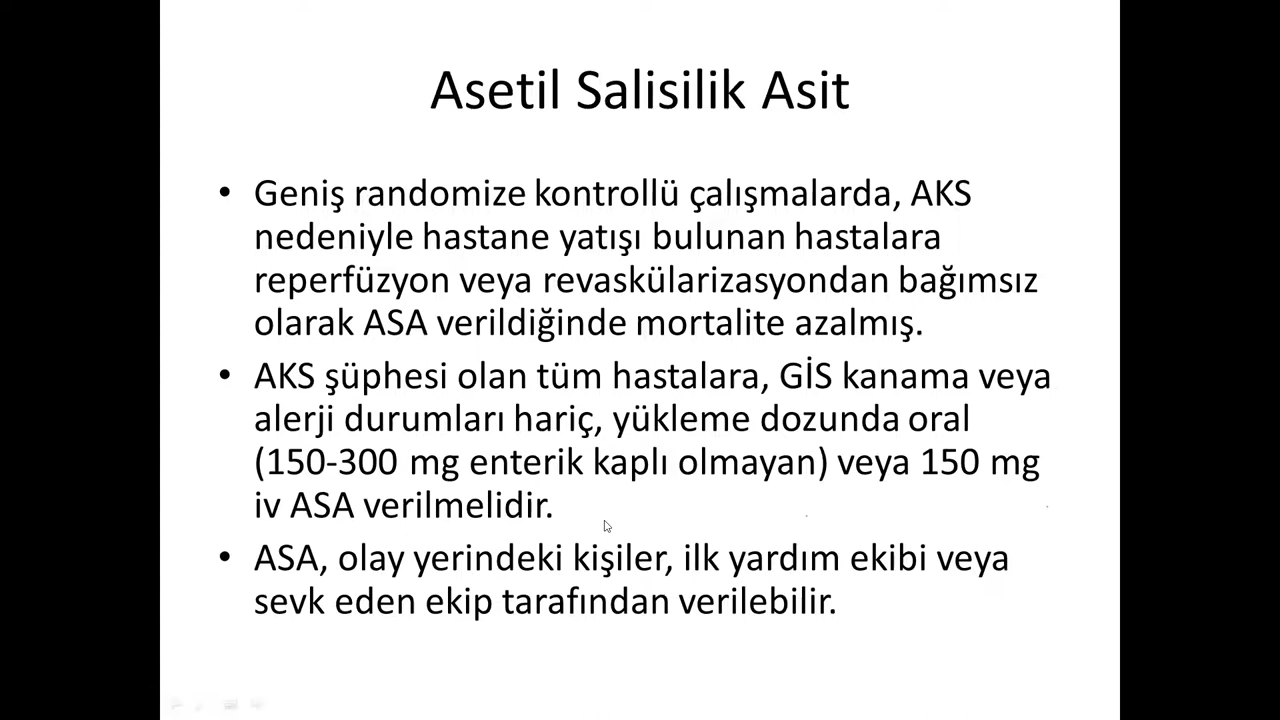 Asetil Salisilik Asit
• Geniş randomize kontrollü çalışmalarda, AKS
nedeniyle hastane yatışı bulunan hastalara
reperfüzyon veya revaskülarizasyondan bağımsız
olarak ASA verildiğinde mortalite azalmış.
• AKS şüphesi olan tüm hastalara, GİS kanama veya
alerji durumları hariç, yükleme dozunda oral
(150-300 mg enterik kaplı olmayan) veya 150 mg
iv ASA verilmelidir.
• ASA, olay yerindeki kişiler, ilk yardım ekibi veya
sevk eden ekip tarafından verilebilir.